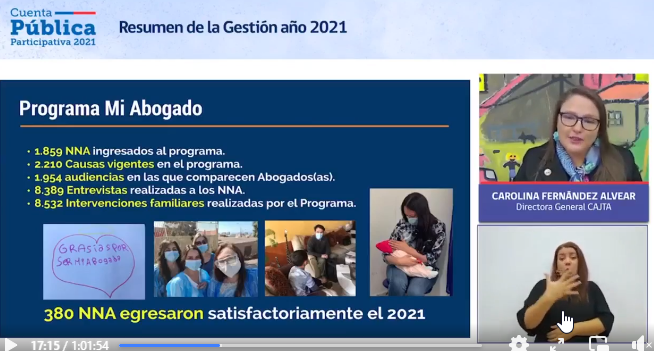 Cuenta
Pública
Participativa 2021
Resumen de la Gestión año 2021
Programa Mi Abogado
• 1.859 NNA ingresados al programa.
• 2.210 Causas vigentes en el programa.
• 1.954 audiencias en las que comparecen Abogados(as).
• 8.389 Entrevistas realizadas a los NNA.
• 8.532 Intervenciones familiares realizadas por el Programa.
GRASIAS POR
SER MI Abogado
380 NNA egresaron satisfactoriamente el 2021
CAROLINA FERNÁNDEZ ALVEAR
Directora General CAJTA
17:15 / 1:01:54